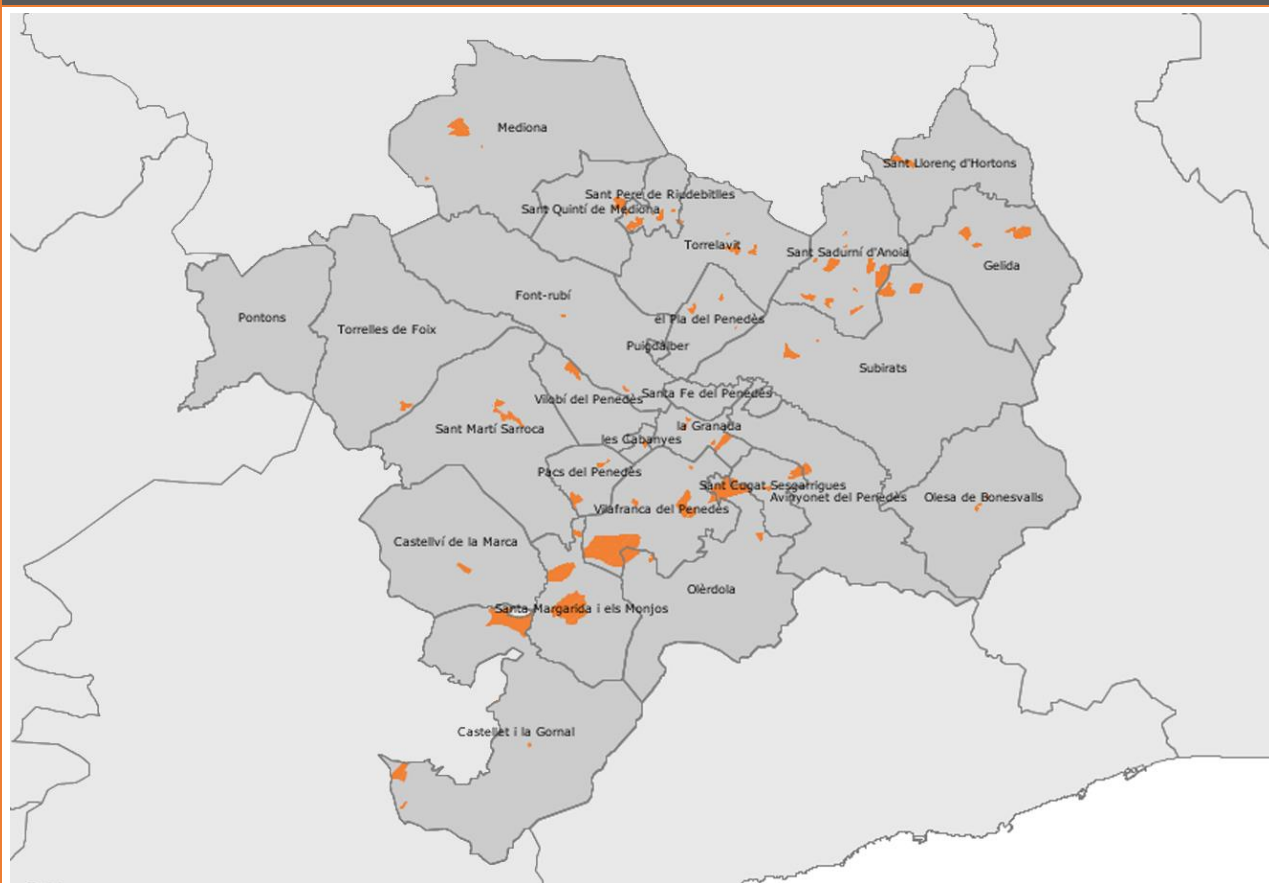 Mediona
Sant Llorenç d'Hortons
Sant Pere de Riudebitlles
Sant Quintí de Mediona
Torrelavit
Sant Sadurní d'Anoia
Gelida
Font-rubí
Pontons
el Pla del Penedès
Torrelles de Foix
Puigdàlber
Subirats
Santa Fe del Penedès
Vilobí del Penedès
la Granada
Sant Martí Sarroca
les Cabanyes
Pacs del Penedès
Sant Cugat Sesgarrigues
Avinyonet del Penedès
Olesa de Bonesvalls
Vilafranca del Penedès
Castellví de la Marca
Olèrdola
Santa Margarida i els Monjos
Castellet i la Gornal